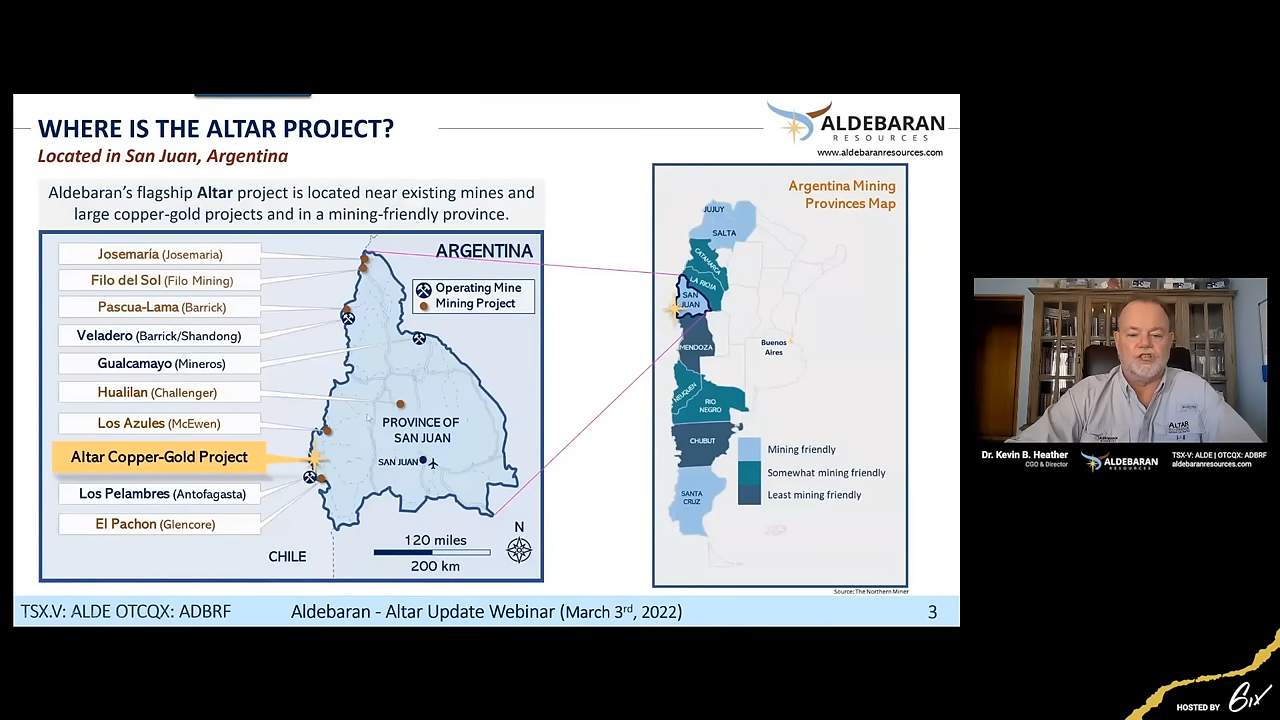 WHERE IS THE ALTAR PROJECT?
Located in San Juan, Argentina
ALDEBARAN
RESOURCES
www.aldebaranresources.com
Aldebaran's flagship Altar project is located near existing mines and
large copper-gold projects and in a mining-friendly province.
Josemaría (Josemaria)
Filo del Sol (Filo Mining)
Pascua-Lama (Barrick)
Veladero (Barrick/Shandong)
Gualcamayo (Mineros)
Hualilan (Challenger)
Los Azules (McEwen)
Altar Copper-Gold Project
Los Pelambres (Antofagasta)
El Pachon (Glencore)
ARGENTINA
Operating Mine
Mining Project
PROVINCE OF
SAN JUAN
SAN JUAN
CHILE
120 miles
200 km
N
Argentina Mining
Provinces Map
JUJUY
SALTA
CATAMARCA
LA RIOJA
SAN
JUAN
MENDOZA
Buenos
Aires
NEUQUEN
RIO
NEGRO
CHUBUT
SANTA
CRUZ
Mining friendly
Somewhat mining friendly
Least mining friendly
Source: The Northern Miner
TSX.V: ALDE OTCQX: ADBRF
Aldebaran - Altar Update Webinar (March 3rd, 2022)
3
ALTAR
Dr. Kevin B. Heather
CGO & Director
ALDEBARAN
TSX-V: ALDE | OTCQX: ADBRF
aldebaranresources.com
HOSTED BY 6ix